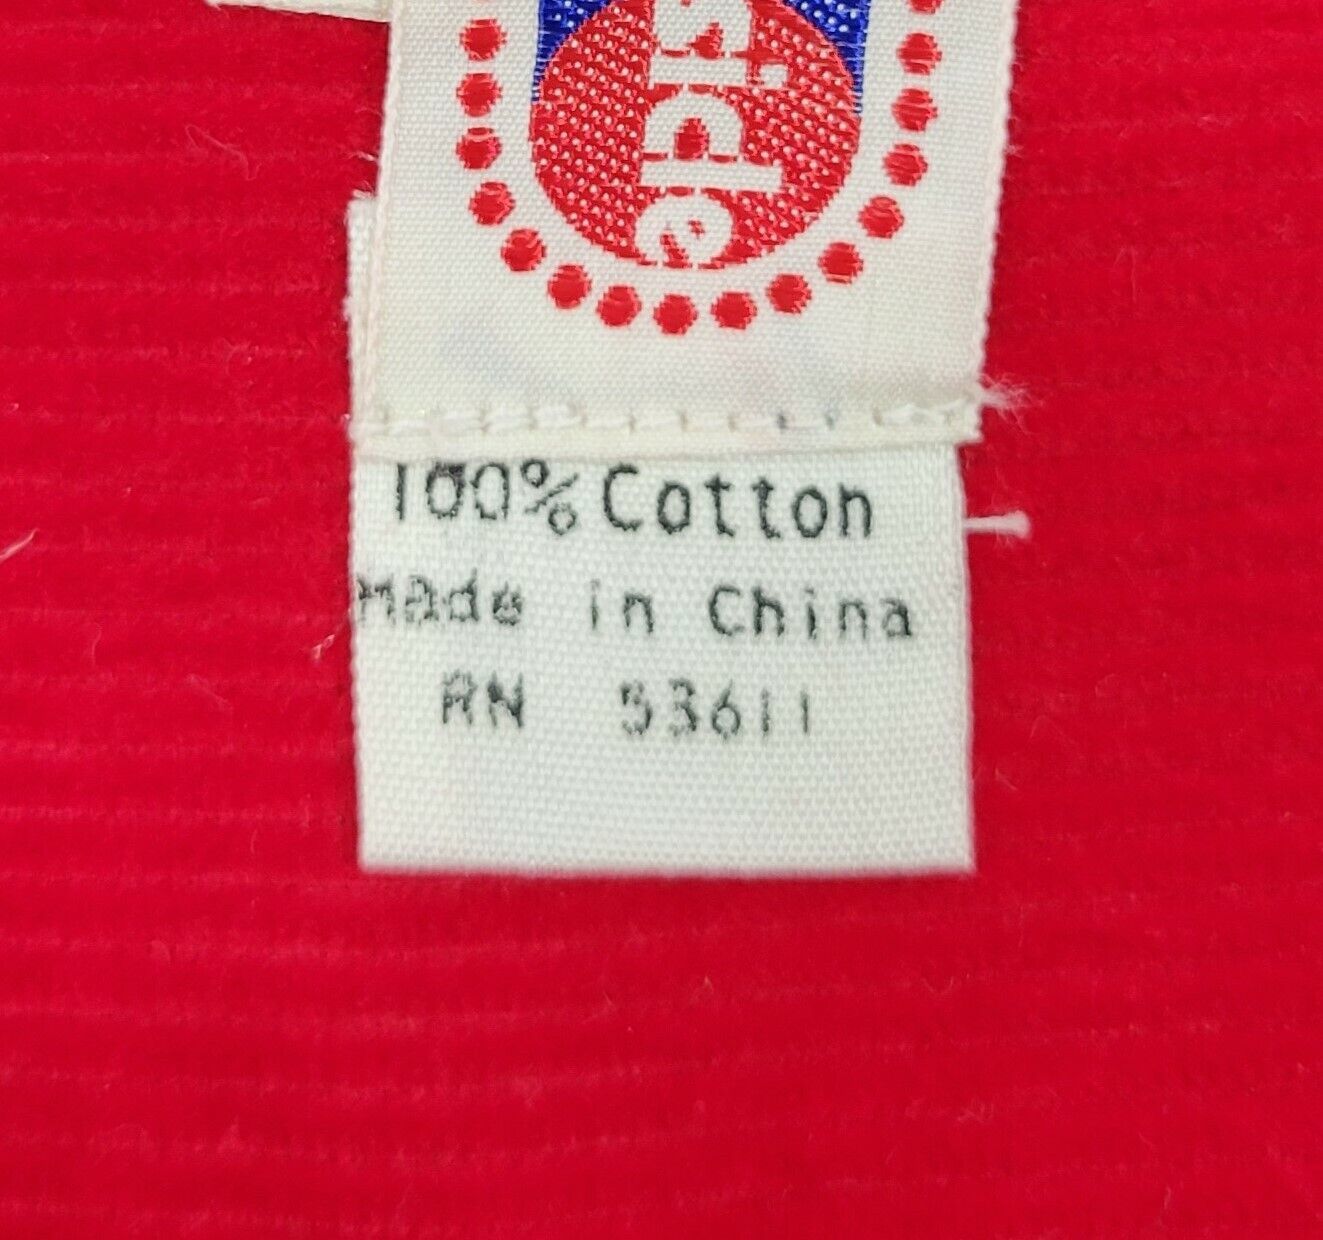 100% Cotton
Made in China
RN 53611